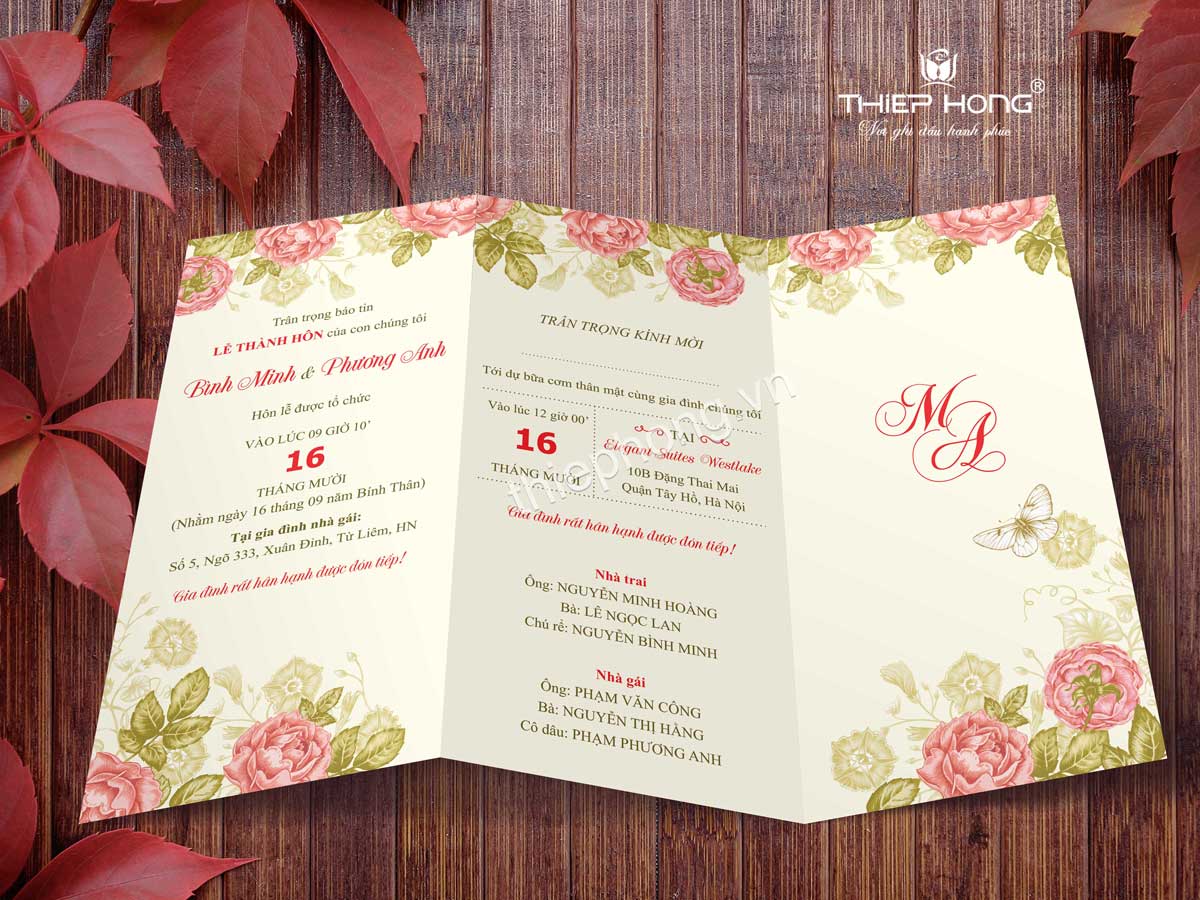 THIEP HONG®
Nơi ghi dấu hạnh phúc
Trân trọng báo tin
LỄ THÀNH HÔN của con chúng tôi
Bình Minh & Phương Anh
Hôn lễ được tổ chức
VÀO LÚC 09 GIỜ 10'
16
THÁNG MƯỜI
(Nhằm ngày 16 tháng 09 năm Bính Thân)
Tại gia đình nhà gái:
Số 5, Ngõ 333, Xuân Đỉnh, Từ Liêm, HN
Gia đình rất hân hạnh được đón tiếp!
TRÂN TRỌNG KÍNH MỜI
Tới dự bữa cơm thân mật cùng gia đình chúng tôi
Vào lúc 12 giờ 00'
16
THÁNG MƯỜI
TẠI
Elegant Suites Westlake
10B Đặng Thai Mai
Quận Tây Hồ, Hà Nội
Gia đình rất hân hạnh được đón tiếp!
Nhà trai
Ông: NGUYỄN MINH HOÀNG
Bà: LÊ NGỌC LAN
Chú rể: NGUYỄN BÌNH MINH
Nhà gái
Ông: PHẠM VĂN CÔNG
Bà: NGUYỄN THỊ HẰNG
Cô dâu: PHẠM PHƯƠNG ANH
MA
thiephong.vn